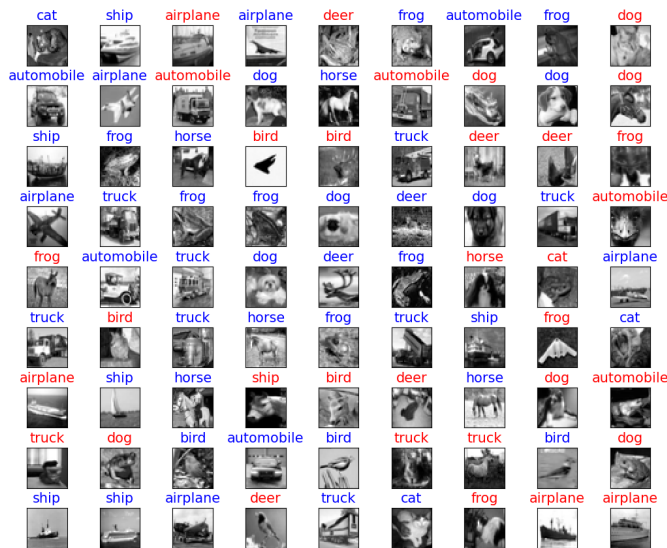 cat ship airplane airplane deer frog automobile frog dog
automobile airplane automobile dog horse automobile dog dog dog
ship frog horse bird bird truck deer deer frog
airplane truck frog frog dog deer dog truck automobile
frog automobile truck dog deer frog horse cat airplane
truck bird truck horse frog truck ship frog cat
airplane ship horse ship bird deer horse dog automobile
truck dog bird automobile bird truck truck bird dog
ship ship airplane deer truck cat frog airplane airplane